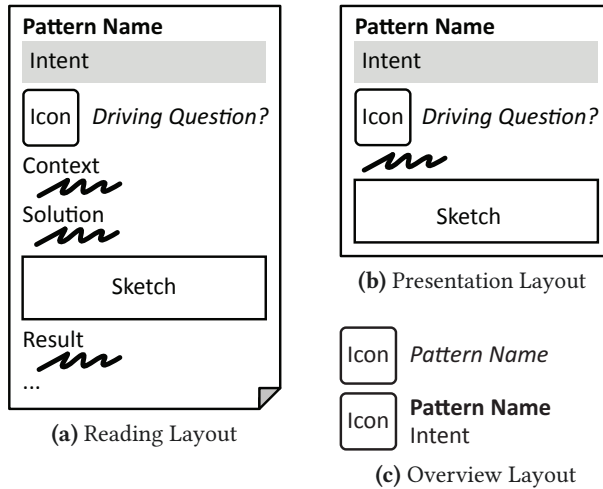 Pattern Name
Intent
Icon Driving Question?
Context
Solution
Sketch
Result
...
(a) Reading Layout
Pattern Name
Intent
Icon Driving Question?
Sketch
(b) Presentation Layout
Icon Pattern Name
Icon Pattern Name
Intent
(c) Overview Layout